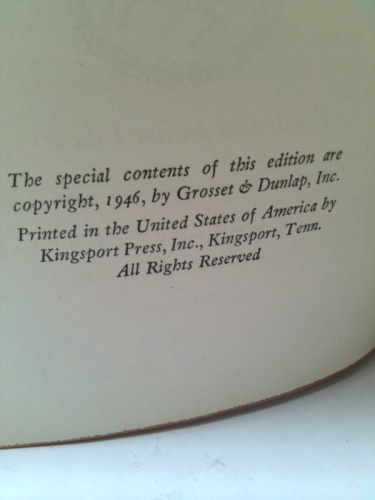 The special contents of this edition are
copyright, 1946, by Grosset & Dunlap, Inc.
Printed in the United States of America by
Kingsport Press, Inc., Kingsport, Tenn.
All Rights Reserved